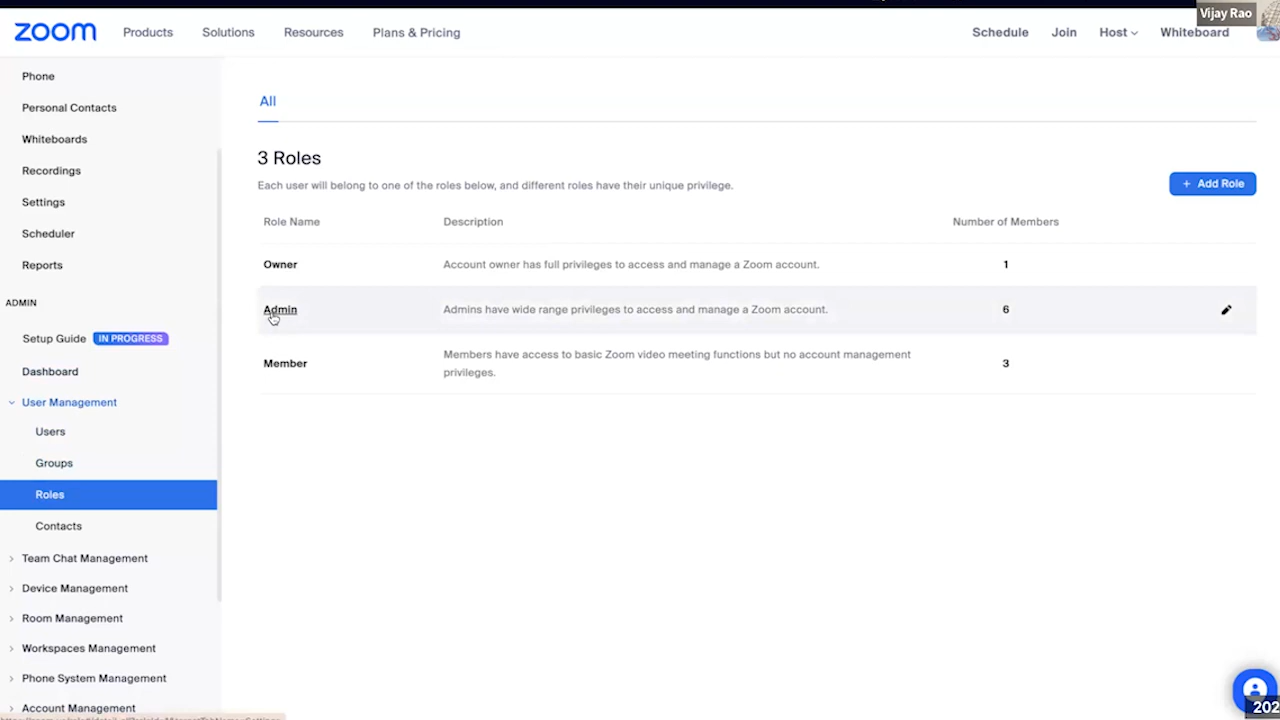 Vijay Rao
zoom Products Solutions Resources Plans & Pricing Schedule Join Host Whiteboard
Phone
Personal Contacts
Whiteboards
Recordings
Settings
Scheduler
Reports
ADMIN
Setup Guide IN PROGRESS
Dashboard
User Management
Users
Groups
Roles
Contacts
Team Chat Management
Device Management
Room Management
Workspaces Management
Phone System Management
Account Management
All
3 Roles
Each user will belong to one of the roles below, and different roles have their unique privilege.
+ Add Role
Role Name Description Number of Members
Owner Account owner has full privileges to access and manage a Zoom account. 1
Admin Admins have wide range privileges to access and manage a Zoom account. 6
Member Members have access to basic Zoom video meeting functions but no account management
privileges. 3
202